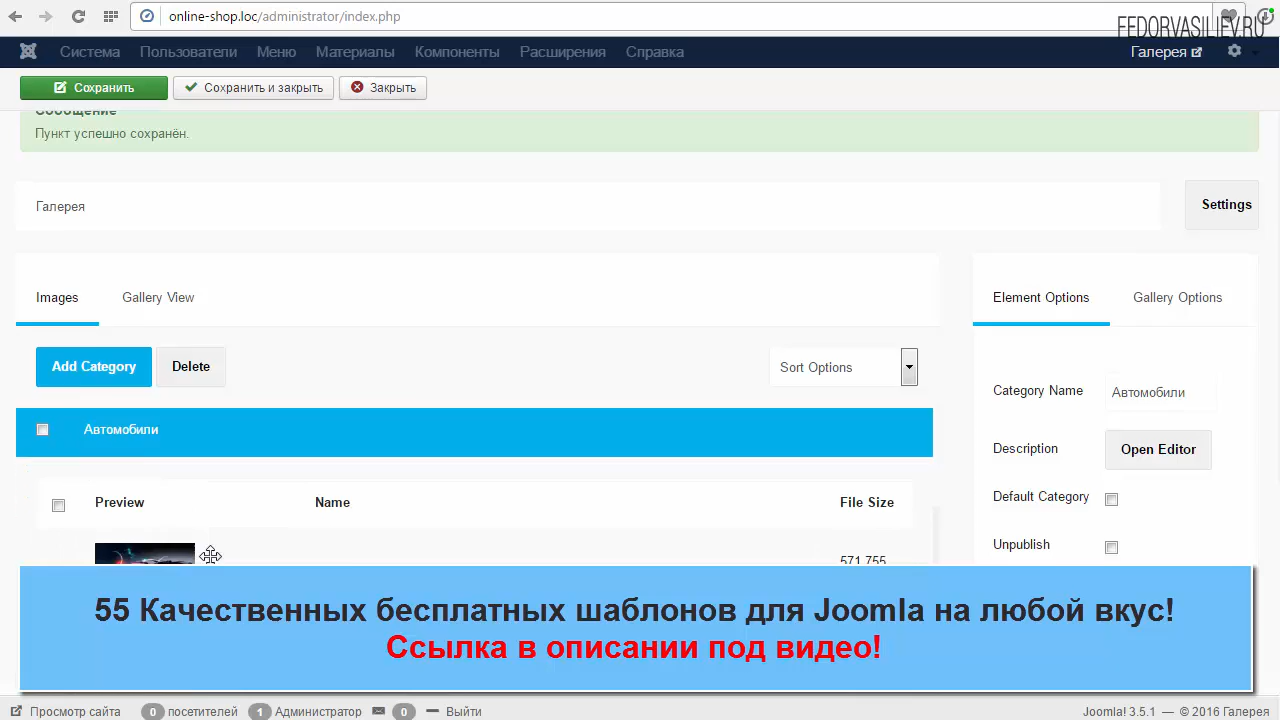 online-shop.loc/administrator/index.php
FEDORVASILIEV.RU
Система Пользователи Меню Материалы Компоненты Расширения Справка Галерея
Сохранить Сохранить и закрыть Закрыть
Сообщение
Пункт успешно сохранён.
Галерея Settings
Images Gallery View Element Options Gallery Options
Add Category Delete Sort Options
Category Name Автомобили
Автомобили
Description Open Editor
Default Category
Preview Name File Size
Unpublish
571,755
55 Качественных бесплатных шаблонов для Joomla на любой вкус!
Ссылка в описании под видео!
Просмотр сайта 0 посетителей 1 Администратор 0 Выйти Joomla! 3.5.1 — © 2016 Галерея